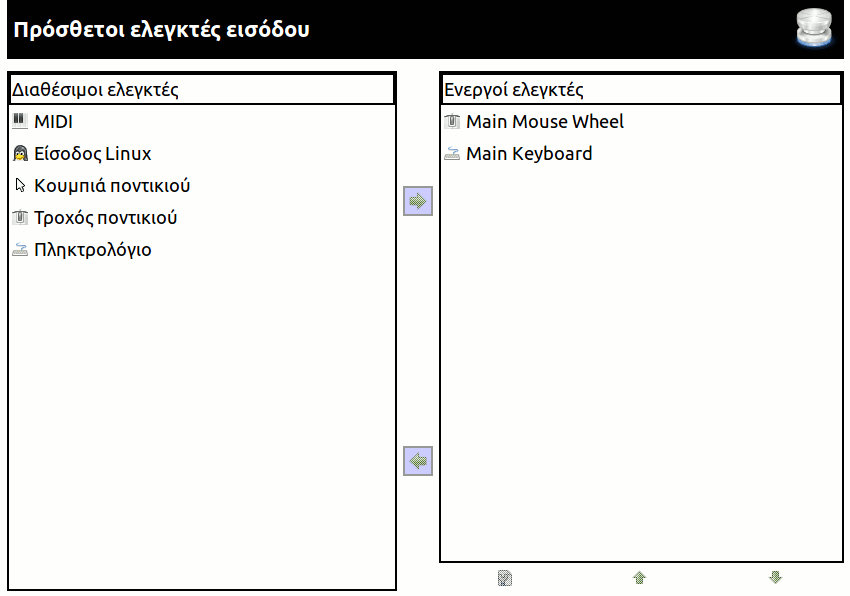 Πρόσθετοι ελεγκτές εισόδου
Διαθέσιμοι ελεγκτές
MIDI
Είσοδος Linux
Κουμπιά ποντικιού
Τροχός ποντικιού
Πληκτρολόγιο
Ενεργοί ελεγκτές
Main Mouse Wheel
Main Keyboard